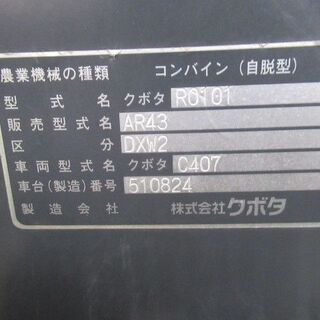 農業機械の種類 コンバイン（自脱型）
型式名 クボタ RO101
販売型式名 AR43
区分 DXW2
車両型式名 クボタ C407
車台（製造）番号 510824
製造会社 株式会社クボタ